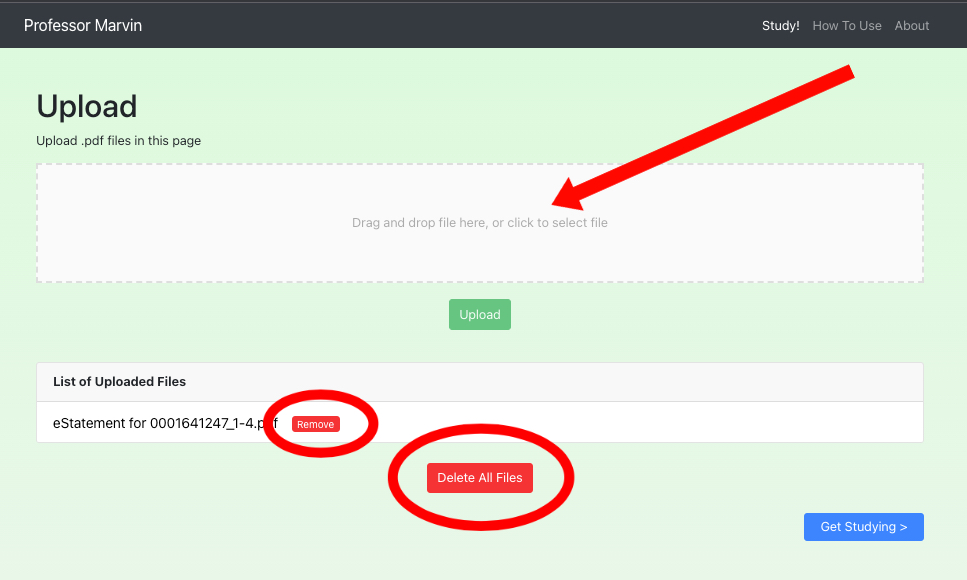 Professor Marvin
Study! How To Use About
Upload
Upload .pdf files in this page
Drag and drop file here, or click to select file
Upload
List of Uploaded Files
eStatement for 0001641247_1-4.pdf Remove
Delete All Files
Get Studying >